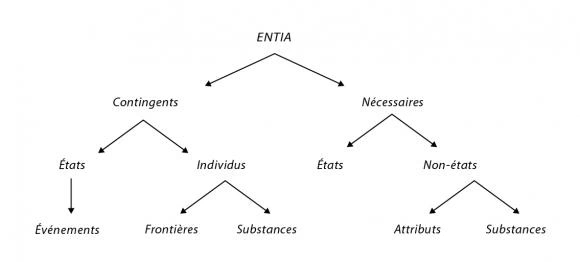 ENTIA
Contingents Nécessaires
États Individus États Non-états
Événements Frontières Substances Attributs Substances